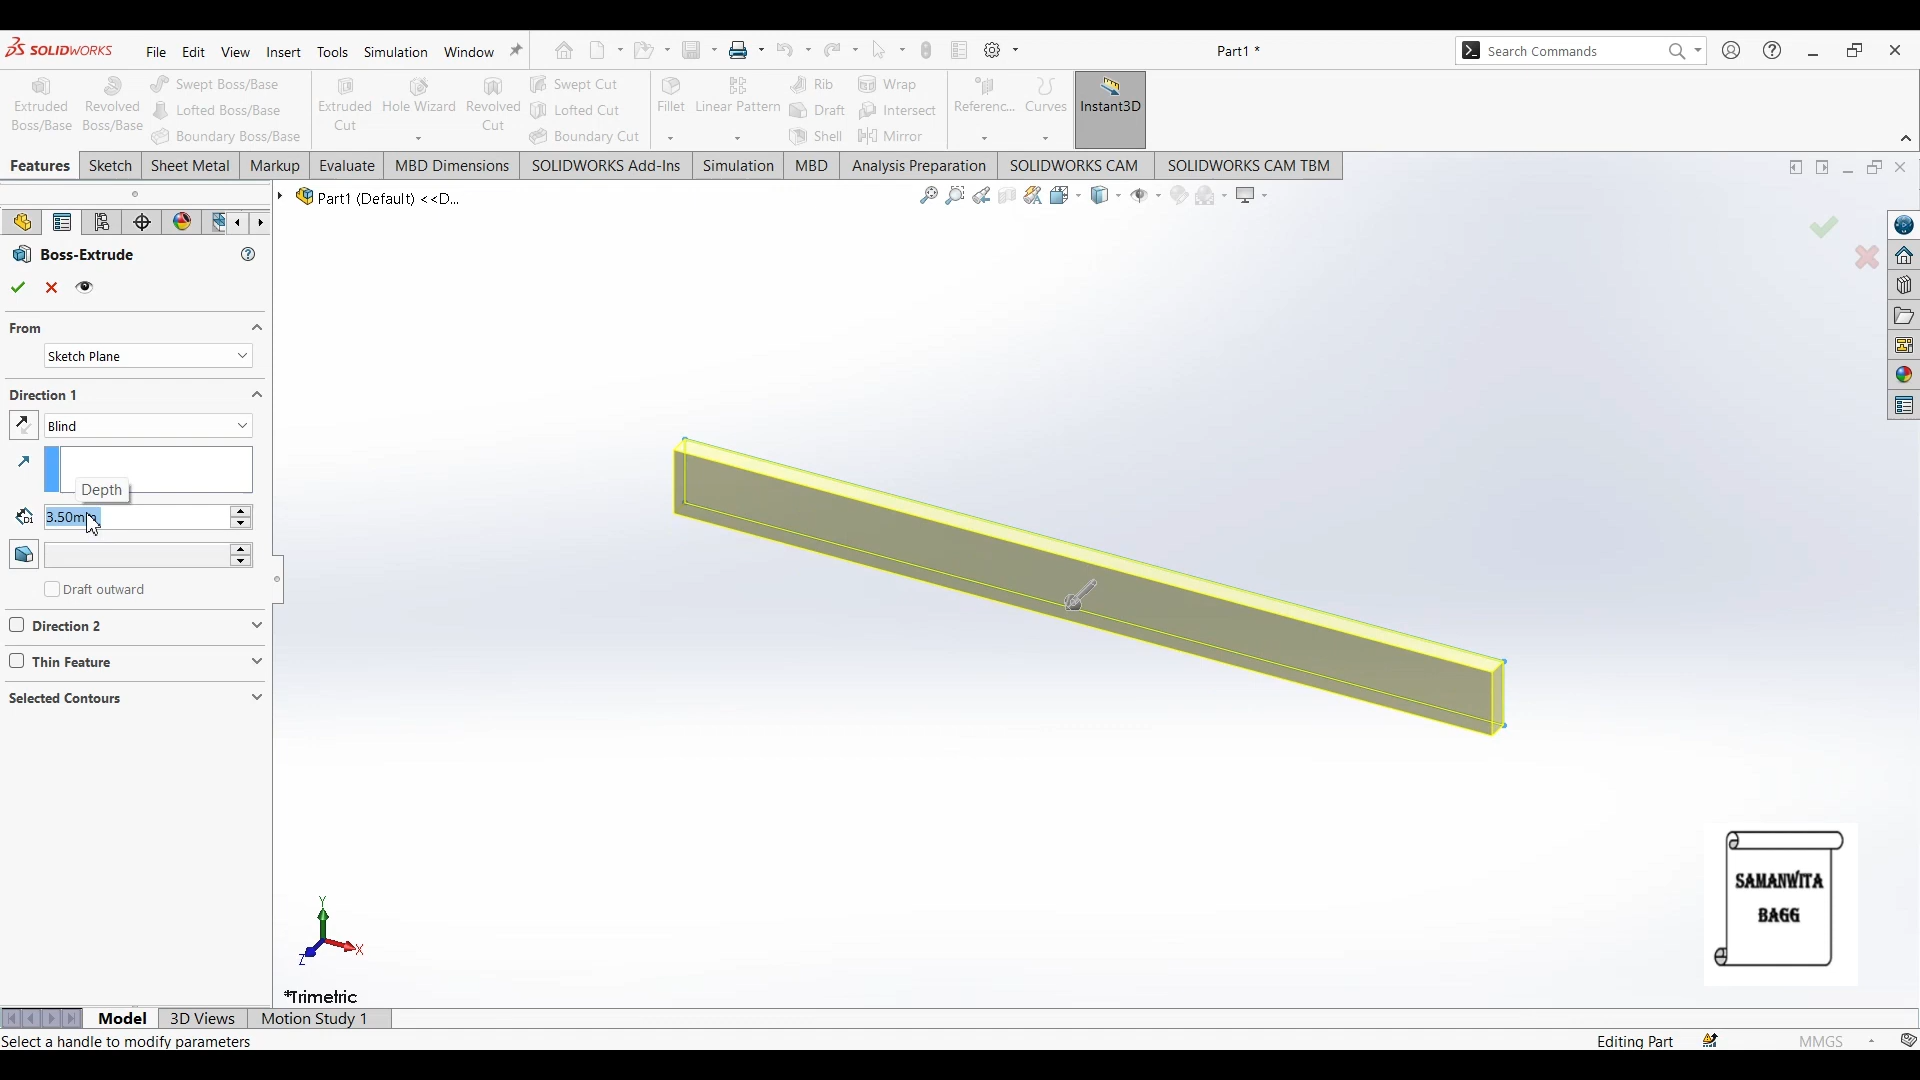 SOLIDWORKS File Edit View Insert Tools Simulation Window Part1 * Search Commands
Extruded Boss/Base Revolved Boss/Base Swept Boss/Base Lofted Boss/Base Boundary Boss/Base Extruded Cut Hole Wizard Revolved Cut Swept Cut Lofted Cut Boundary Cut Fillet Linear Pattern Rib Draft Shell Wrap Intersect Mirror Referenc... Curves Instant3D
Features Sketch Sheet Metal Markup Evaluate MBD Dimensions SOLIDWORKS Add-Ins Simulation MBD Analysis Preparation SOLIDWORKS CAM SOLIDWORKS CAM TBM
Part1 (Default) <<D...
Boss-Extrude
From
Sketch Plane
Direction 1
Blind
Depth
D1 3.50m
Draft outward
Direction 2
Thin Feature
Selected Contours
SAMANWITA
BAGG
Y
X
Z
*Trimetric
Model 3D Views Motion Study 1
Select a handle to modify parameters Editing Part MMGS